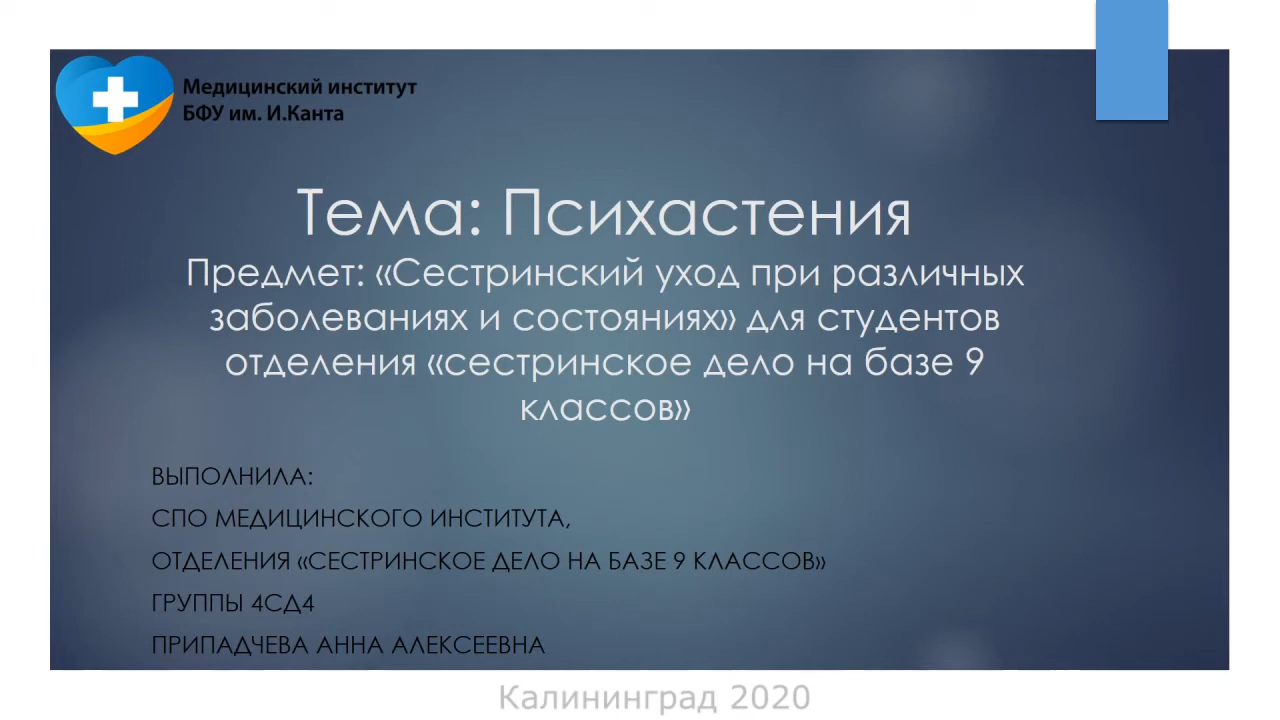 Медицинский институт
БФУ им. И.Канта
Тема: Психастения
Предмет: «Сестринский уход при различных
заболеваниях и состояниях» для студентов
отделения «сестринское дело на базе 9
классов»
ВЫПОЛНИЛА:
СПО МЕДИЦИНСКОГО ИНСТИТУТА,
ОТДЕЛЕНИЯ «СЕСТРИНСКОЕ ДЕЛО НА БАЗЕ 9 КЛАССОВ»
ГРУППЫ 4СД4
ПРИПАДЧЕВА АННА АЛЕКСЕЕВНА
Калининград 2020